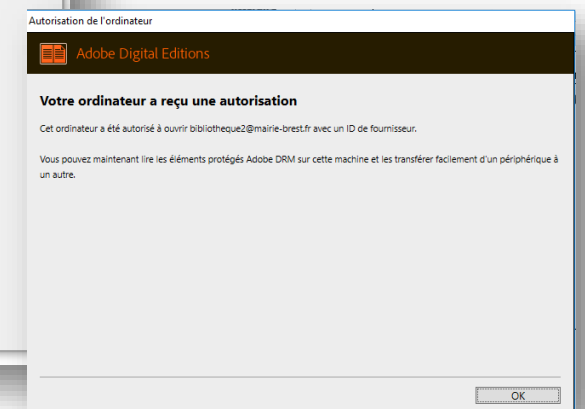 Autorisation de l'ordinateur
Adobe Digital Editions
Votre ordinateur a reçu une autorisation
Cet ordinateur a été autorisé à ouvrir bibliotheque2@mairie-brest.fr avec un ID de fournisseur.
Vous pouvez maintenant lire les éléments protégés Adobe DRM sur cette machine et les transférer facilement d'un périphérique à
un autre.
OK